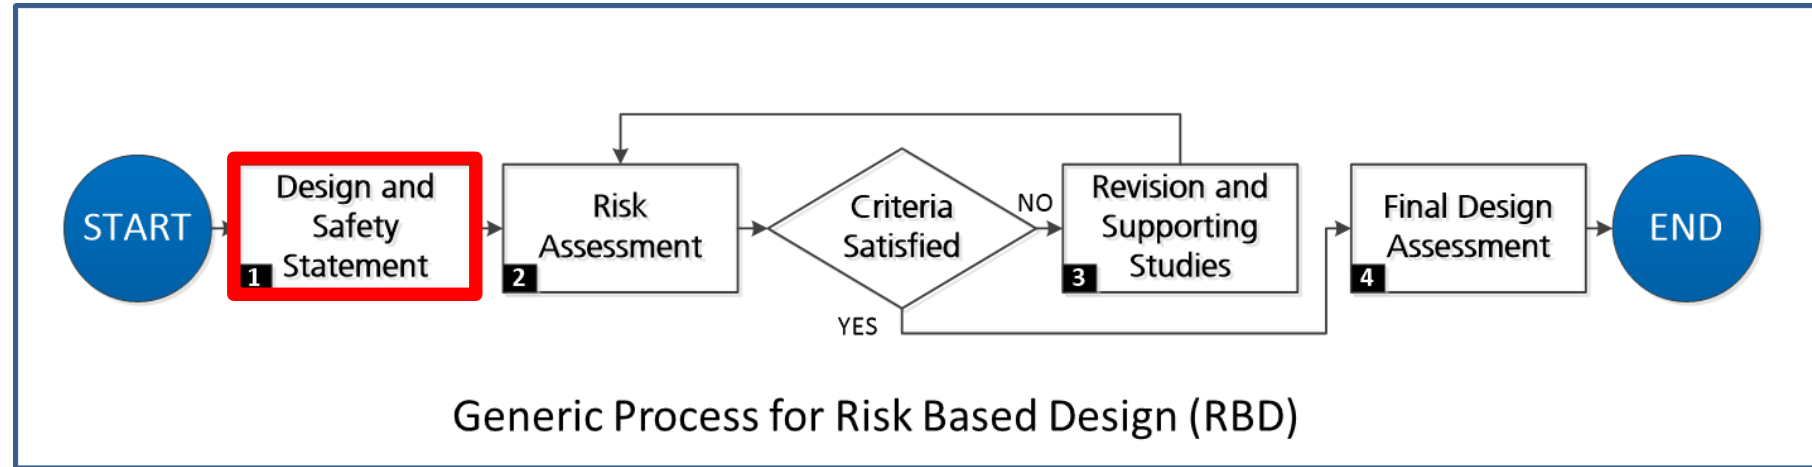 START
Design and
Safety
Statement
1
Risk
Assessment
2
Criteria
Satisfied
NO
YES
Revision and
Supporting
Studies
3
Final Design
Assessment
4
END
Generic Process for Risk Based Design (RBD)